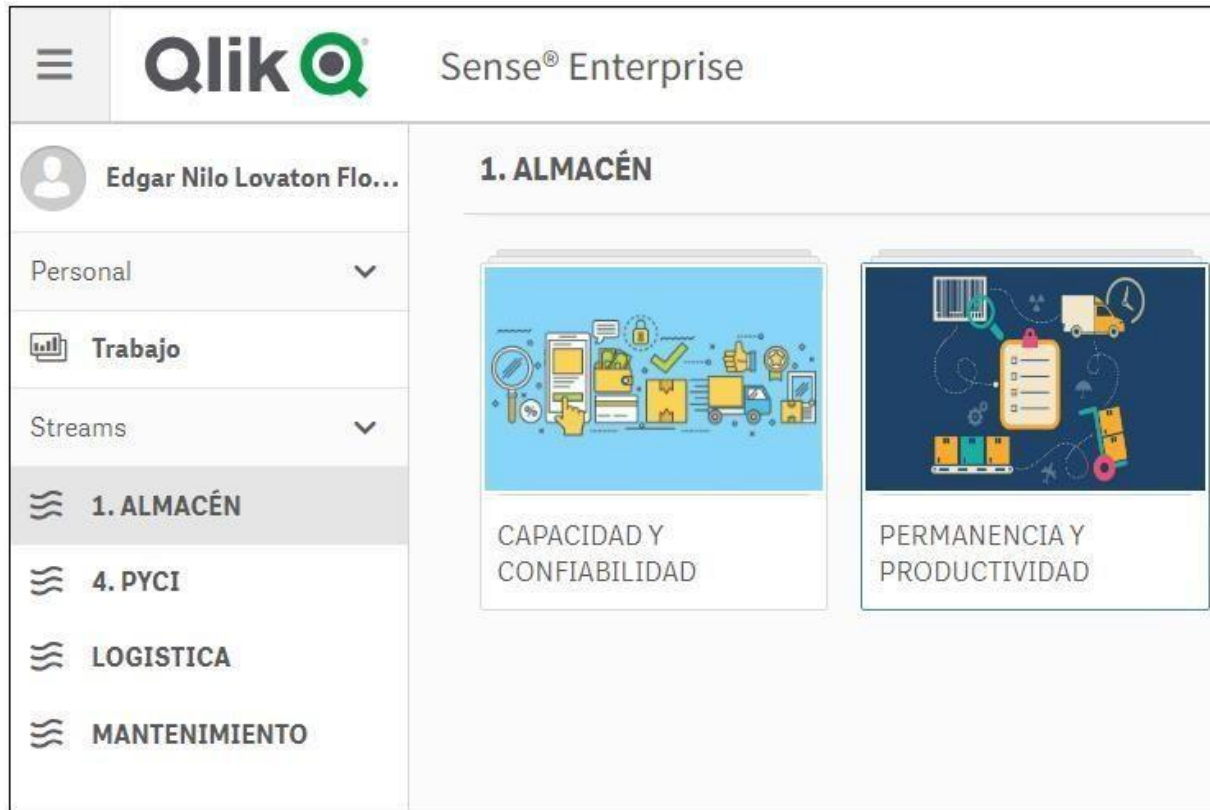 Qlik Sense® Enterprise
Edgar Nilo Lovaton Flo...
Personal
Trabajo
Streams
1. ALMACÉN
4. PYCI
LOGISTICA
MANTENIMIENTO
1. ALMACÉN
CAPACIDAD Y
CONFIABILIDAD
PERMANENCIA Y
PRODUCTIVIDAD